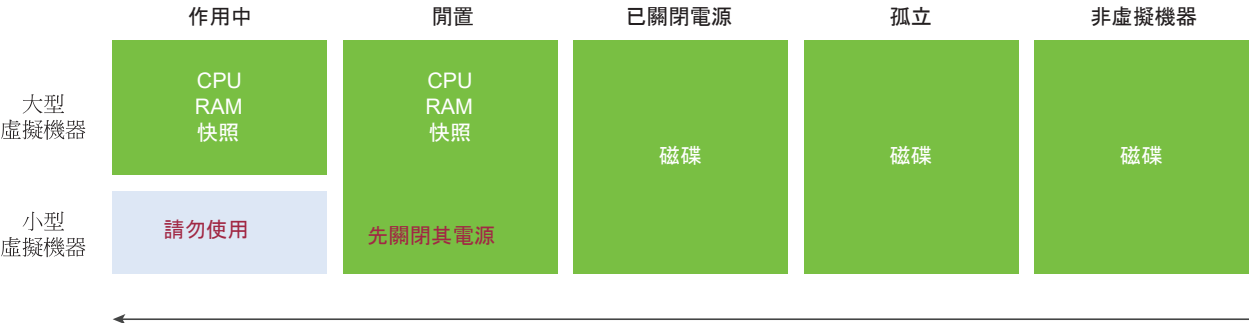 作用中
閒置
已關閉電源
孤立
非虛擬機器
大型
虛擬機器
CPU
RAM
快照
CPU
RAM
快照
磁碟
磁碟
磁碟
小型
虛擬機器
請勿使用
先關閉其電源